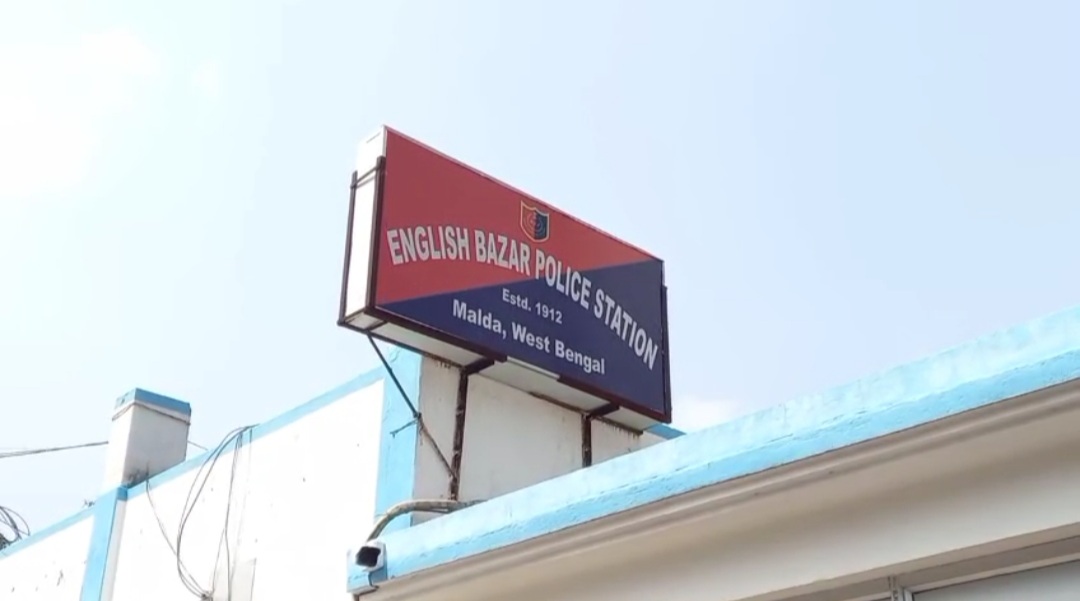 ENGLISH BAZAR POLICE STATION
Estd. 1912
Malda, West Bengal